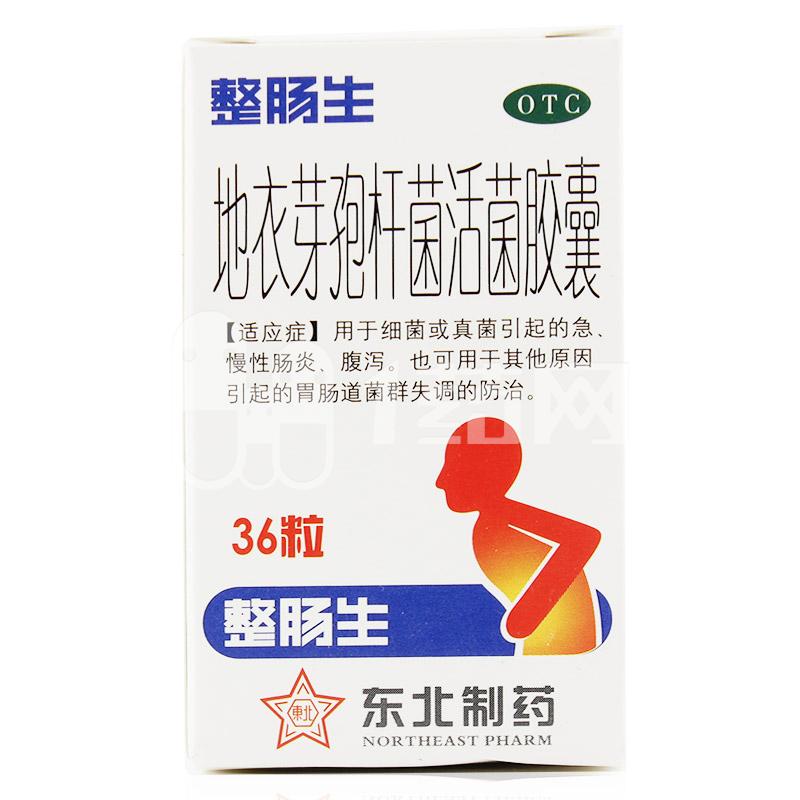 整肠生
OTC
地衣芽孢杆菌活菌胶囊
【适应症】用于细菌或真菌引起的急、
慢性肠炎、腹泻。也可用于其他原因
引起的胃肠道菌群失调的防治。
36粒
整肠生
東北
东北制药
NORTHEAST PHARM